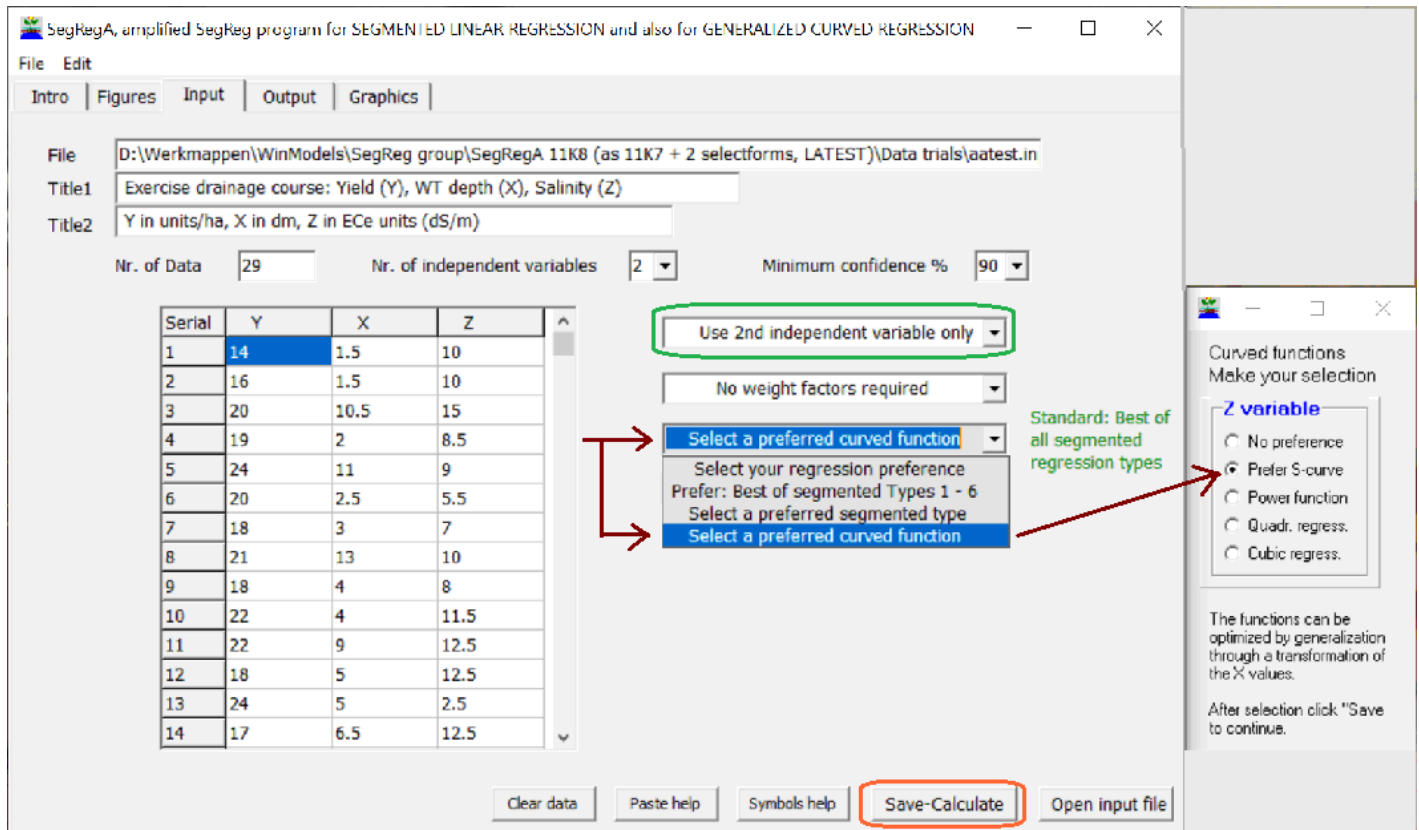 SegRegA, amplified SegReg program for SEGMENTED LINEAR REGRESSION and also for GENERALIZED CURVED REGRESSION
File Edit
Intro Figures Input Output Graphics
File D:\Werkmappen\WinModels\SegReg group\SegRegA 11K8 (as 11K7 + 2 selectforms, LATEST)\Data trials\aatest.in
Title1 Exercise drainage course: Yield (Y), WT depth (X), Salinity (Z)
Title2 Y in units/ha, X in dm, Z in ECe units (dS/m)
Nr. of Data 29 Nr. of independent variables 2 Minimum confidence % 90
Serial Y X Z
1 14 1.5 10
2 16 1.5 10
3 20 10.5 15
4 19 2 8.5
5 24 11 9
6 20 2.5 5.5
7 18 3 7
8 21 13 10
9 18 4 8
10 22 4 11.5
11 22 9 12.5
12 18 5 12.5
13 24 5 2.5
14 17 6.5 12.5
Use 2nd independent variable only
No weight factors required
Select a preferred curved function
Select your regression preference
Prefer: Best of segmented Types 1 - 6
Select a preferred segmented type
Select a preferred curved function
Standard: Best of
all segmented
regression types
Clear data Paste help Symbols help Save-Calculate Open input file
Curved functions
Make your selection
Z variable
No preference
Prefer S-curve
Power function
Quadr. regress.
Cubic regress.
The functions can be
optimized by generalization
through a transformation of
the X values.
After selection click "Save
to continue.